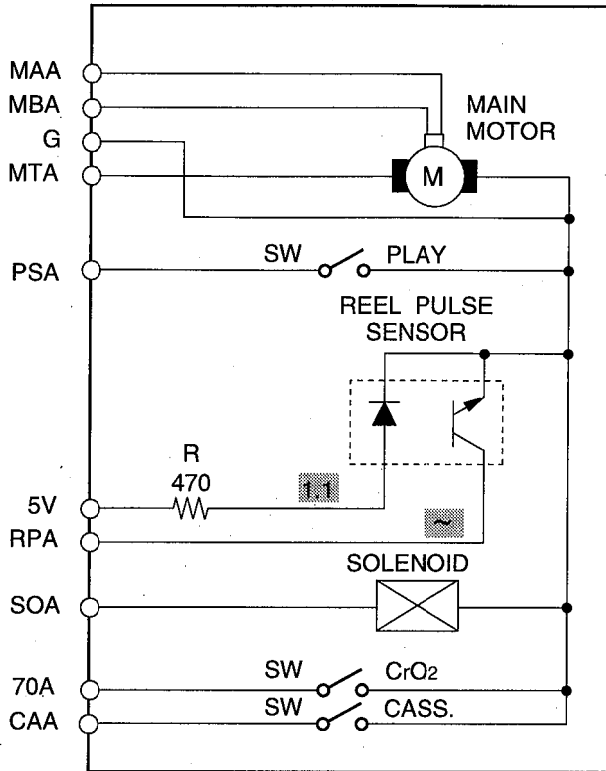 MAA
MBA
G
MTA
MAIN
MOTOR
M
PSA
SW
PLAY
REEL PULSE
SENSOR
R
470
1.1
5V
RPA
~
SOLENOID
SOA
70A
SW
CrO2
CAA
SW
CASS.